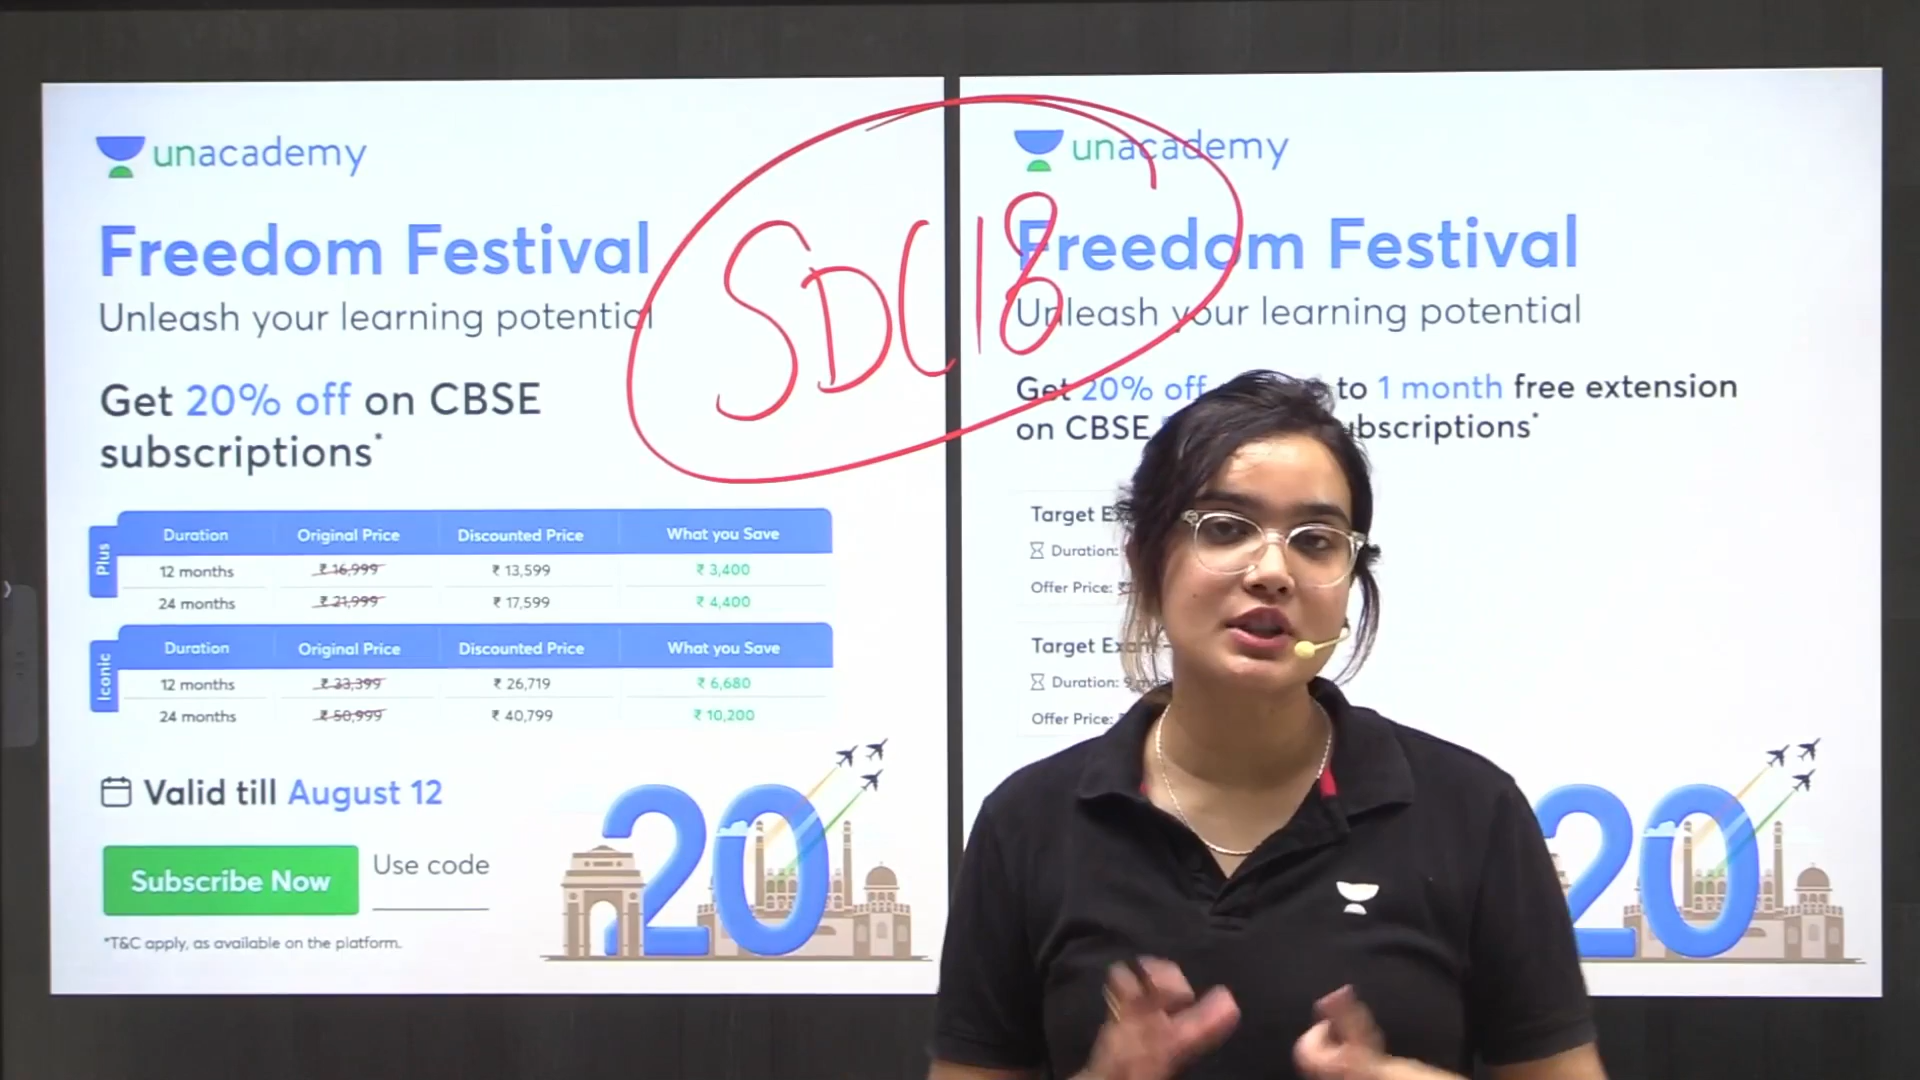 unacademy
Freedom Festival
Unleash your learning potential
Get 20% off on CBSE
subscriptions*
Plus
Duration Original Price Discounted Price What you Save
12 months ₹ 16,999 ₹ 13,599 ₹ 3,400
24 months ₹ 21,999 ₹ 17,599 ₹ 4,400
Iconic
Duration Original Price Discounted Price What you Save
12 months ₹ 33,399 ₹ 26,719 ₹ 6,680
24 months ₹ 50,999 ₹ 40,799 ₹ 10,200
Valid till August 12
Subscribe Now Use code
*T&C apply, as available on the platform.
20
SDC18
unacademy
Freedom Festival
Unleash your learning potential
Get 20% off to 1 month free extension
on CBSE subscriptions*
Target
Duration:
Offer Price:
Target Exam -
Duration: 9
Offer Price:
20